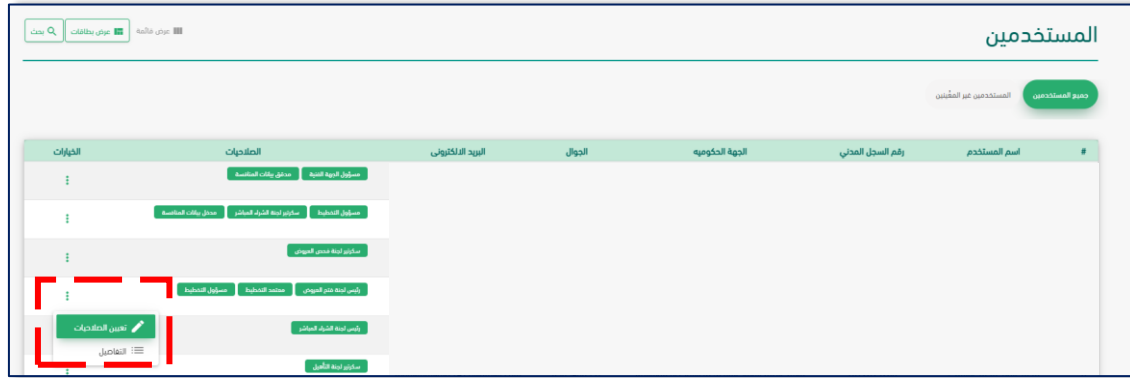 المستخدمين
عرض قائمة عرض بطاقات بحث
جميع المستخدمين المستخدمين غير المعينين
# اسم المستخدم رقم السجل المدني الجهة الحكوميه الجوال البريد الالكتروني الصلاحيات الخيارات
مسؤول الجهة الفنية مدقق بيانات المنافسة
مسؤول التخطيط سكرتير لجنة الشراء المباشر مدخل بيانات المنافسة
سكرتير لجنة فحص العروض
رئيس لجنة فتح العروض معتمد التخطيط مسؤول التخطيط
تعيين الصلاحيات
رئيس لجنة الشراء المباشر
التفاصيل
سكرتير لجنة التأهيل